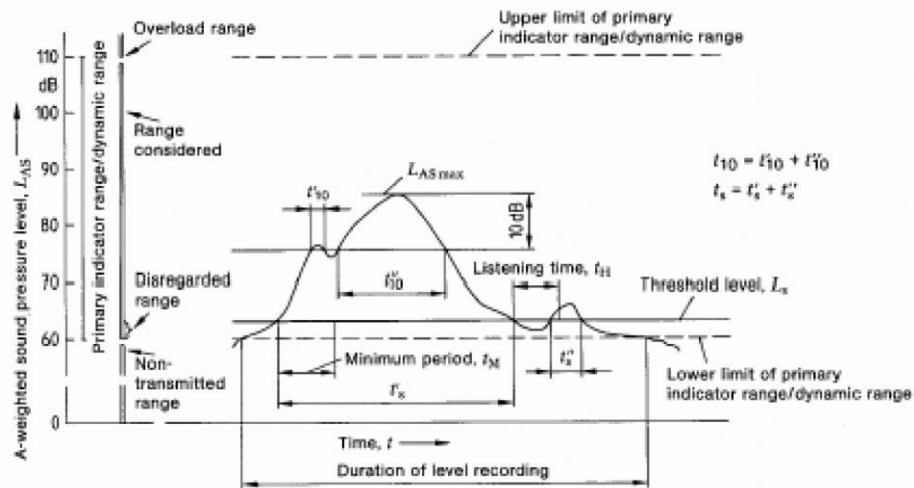 A-weighted sound pressure level, L_AS
110
dB
100
90
80
70
60
0
Primary indicator range/dynamic range
Overload range
Range
considered
Disregarded
range
Non-
transmitted
range
Upper limit of primary
indicator range/dynamic range
L_AS max
t'10
10 dB
t10 = t'10 + t''10
ts = t's + t''s
t''10
Listening time, tH
Threshold level, Ls
Minimum period, tM
t''s
t's
Lower limit of primary
indicator range/dynamic range
Time, t
Duration of level recording